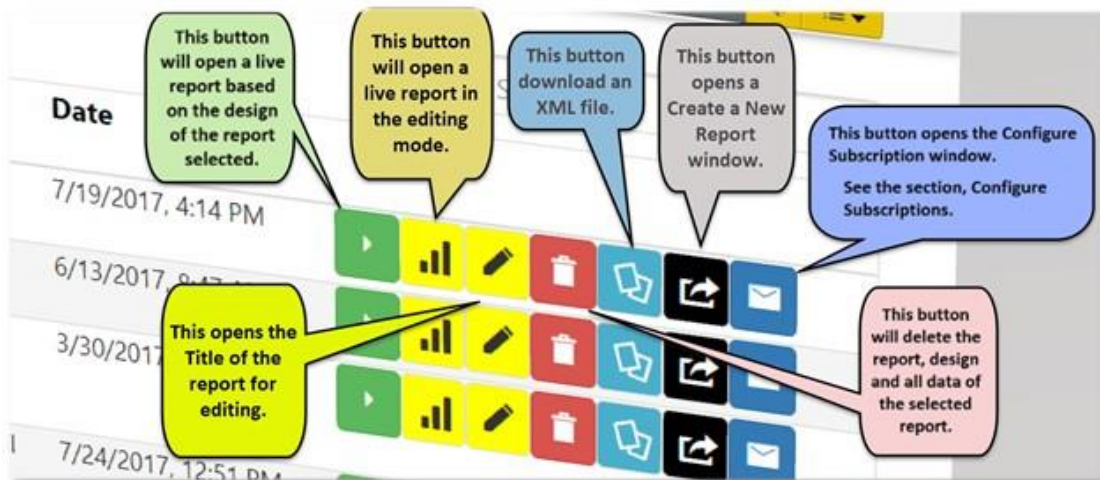 This button
will open a live
report based
on the design
of the report
selected.
This button
will open a
live report in
the editing
mode.
This button
download an
XML file.
This button
opens a
Create a New
Report
window.
This button opens the Configure
Subscription window.
See the section, Configure
Subscriptions.
Date
7/19/2017, 4:14 PM
6/13/2017,
3/30/2017
7/24/2017, 12:51 PM
This opens the
Title of the
report for
editing.
This button
will delete the
report, design
and all data of
the selected
report.